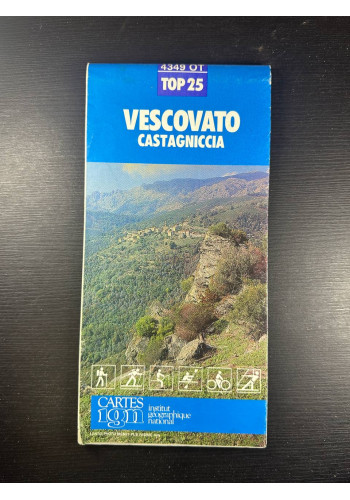 4349 OT
TOP 25
VESCOVATO
CASTAGNICCIA
CARTES
ign
institut
géographique
national